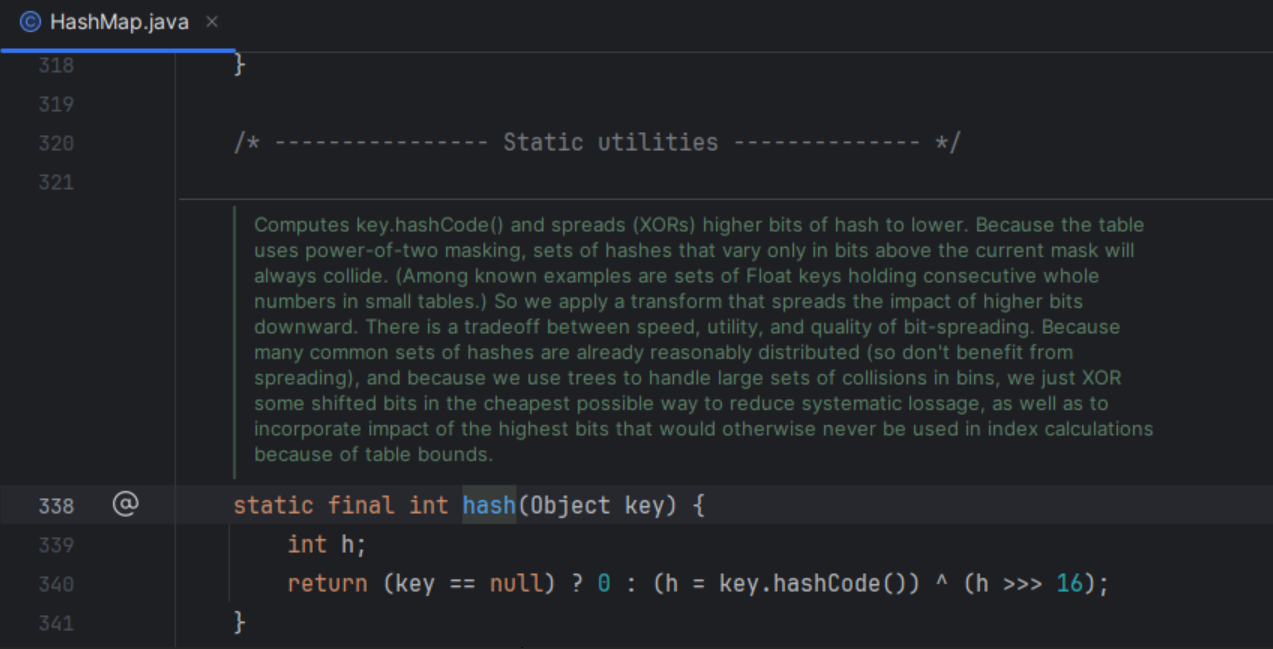 HashMap.java ×
318 }
319
320 /* ---------------- Static utilities -------------- */
321
Computes key.hashCode() and spreads (XORs) higher bits of hash to lower. Because the table
uses power-of-two masking, sets of hashes that vary only in bits above the current mask will
always collide. (Among known examples are sets of Float keys holding consecutive whole
numbers in small tables.) So we apply a transform that spreads the impact of higher bits
downward. There is a tradeoff between speed, utility, and quality of bit-spreading. Because
many common sets of hashes are already reasonably distributed (so don't benefit from
spreading), and because we use trees to handle large sets of collisions in bins, we just XOR
some shifted bits in the cheapest possible way to reduce systematic lossage, as well as to
incorporate impact of the highest bits that would otherwise never be used in index calculations
because of table bounds.
338 @ static final int hash(Object key) {
339 int h;
340 return (key == null) ? 0 : (h = key.hashCode()) ^ (h >>> 16);
341 }